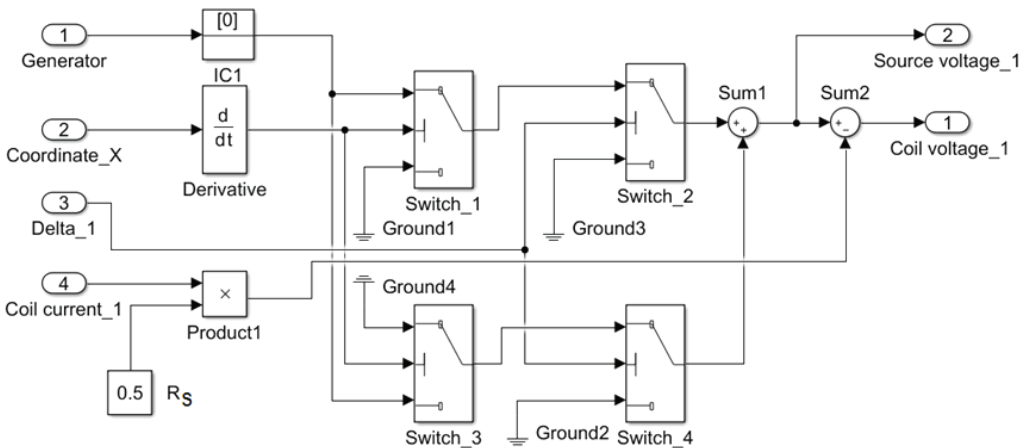 1
Generator
[0]
IC1
2
Source voltage_1
2
Coordinate_X
d
dt
Derivative
Switch_1
Ground1
Switch_2
Ground3
Sum1
+
+
Sum2
+
−
1
Coil voltage_1
3
Delta_1
4
Coil current_1
×
Product1
0.5
RS
Ground4
Switch_3
Ground2
Switch_4